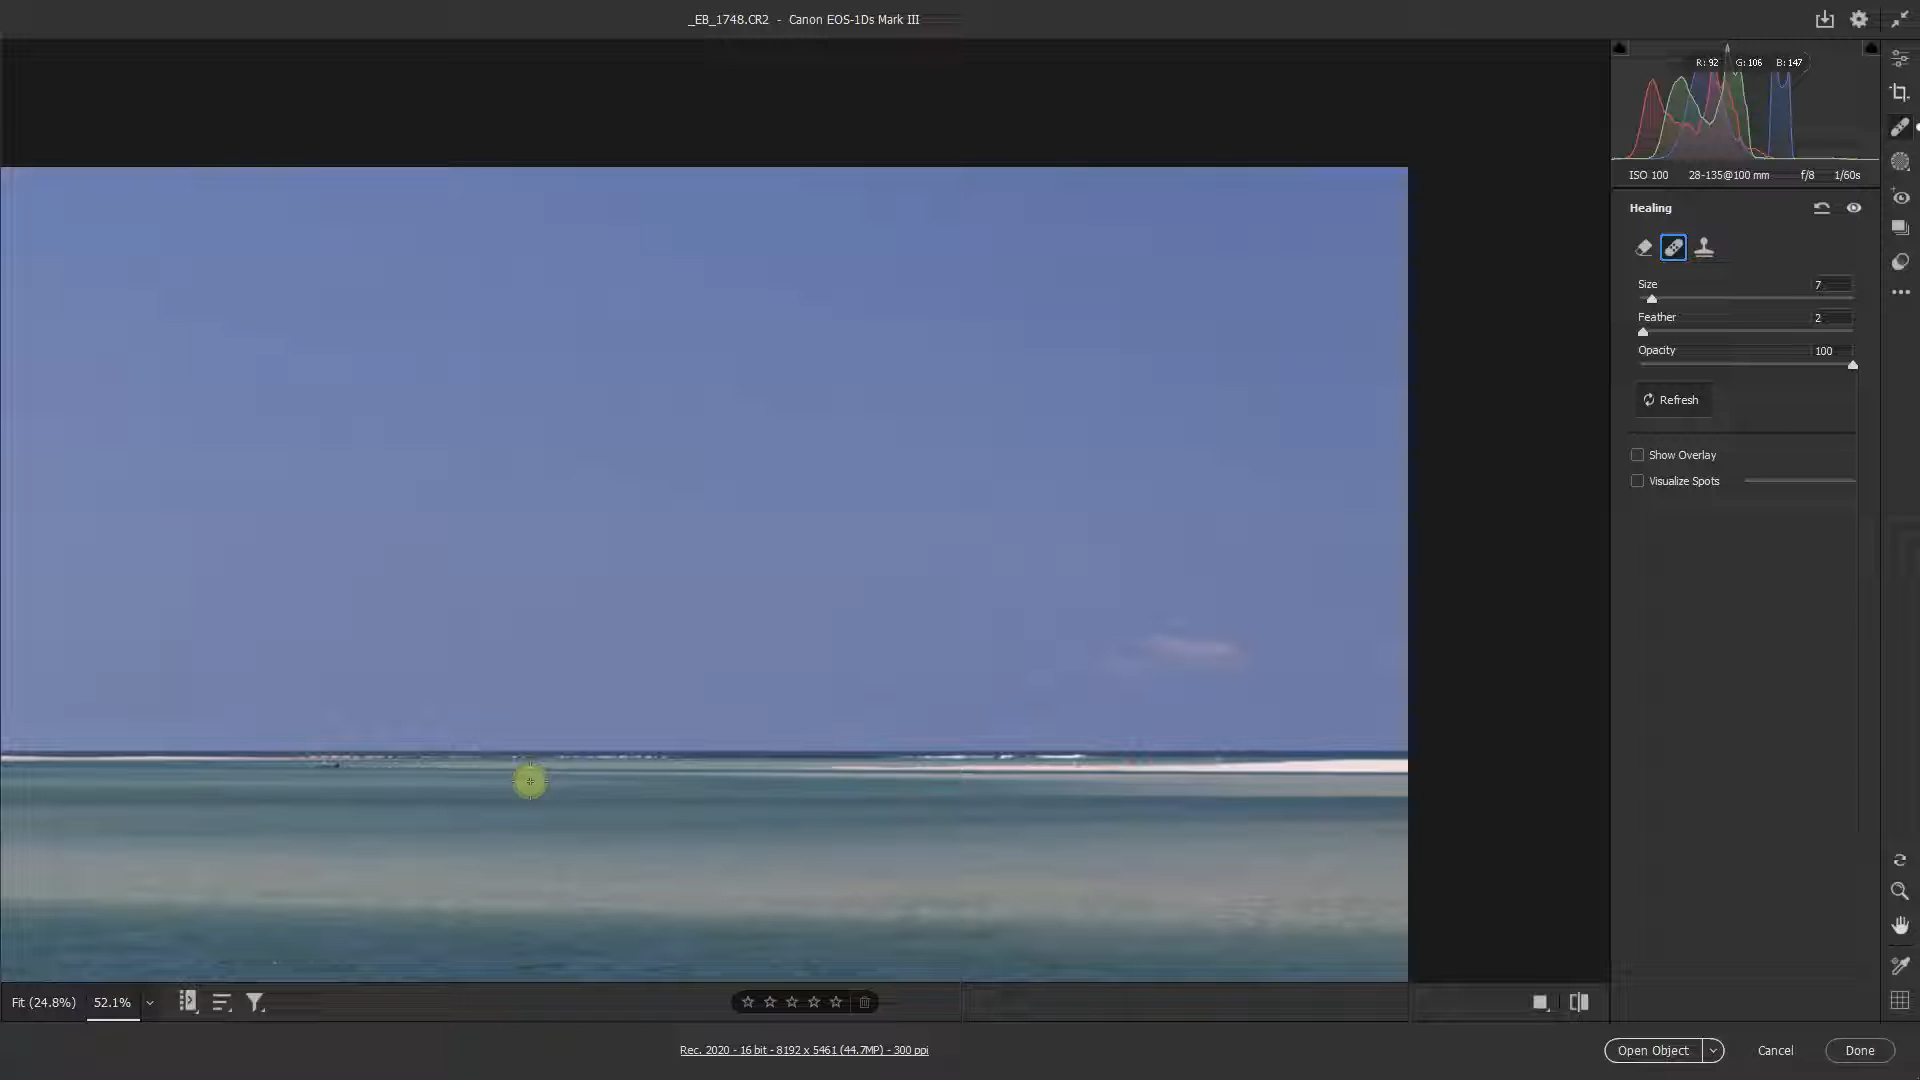 _EB_1748.CR2 - Canon EOS-1Ds Mark III
R: 92 G: 106 B: 147
ISO 100 28-135@100 mm f/8 1/60s
Healing
Size 7
Feather 2
Opacity 100
Refresh
Show Overlay
Visualize Spots
Fit (24.8%) 52.1%
Rec. 2020 - 16 bit - 8192 x 5461 (44.7MP) - 300 ppi
Open Object Cancel Done